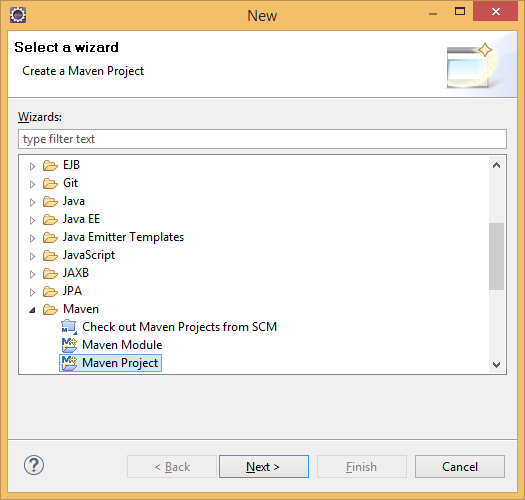 New
Select a wizard
Create a Maven Project
Wizards:
type filter text
EJB
Git
Java
Java EE
Java Emitter Templates
JavaScript
JAXB
JPA
Maven
Check out Maven Projects from SCM
Maven Module
Maven Project
? < Back Next > Finish Cancel